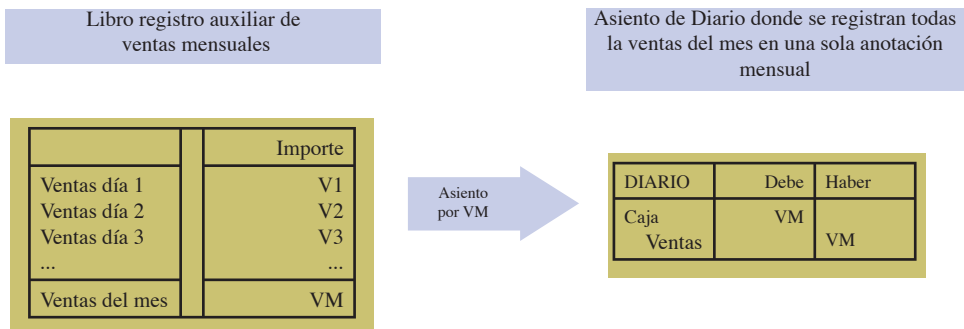 Libro registro auxiliar de
ventas mensuales
Asiento de Diario donde se registran todas
la ventas del mes en una sola anotación
mensual
Importe
Ventas día 1 V1
Ventas día 2 V2
Ventas día 3 V3
... ...
Ventas del mes VM
Asiento
por VM
DIARIO Debe Haber
Caja VM
Ventas VM